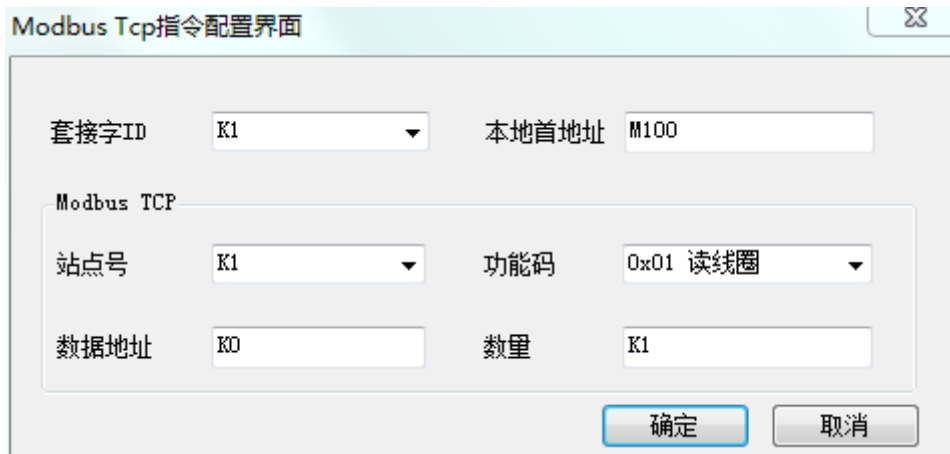 Modbus Tcp指令配置界面
套接字ID K1 本地首地址 M100
Modbus TCP
站点号 K1 功能码 0x01 读线圈
数据地址 K0 数量 K1
确定 取消